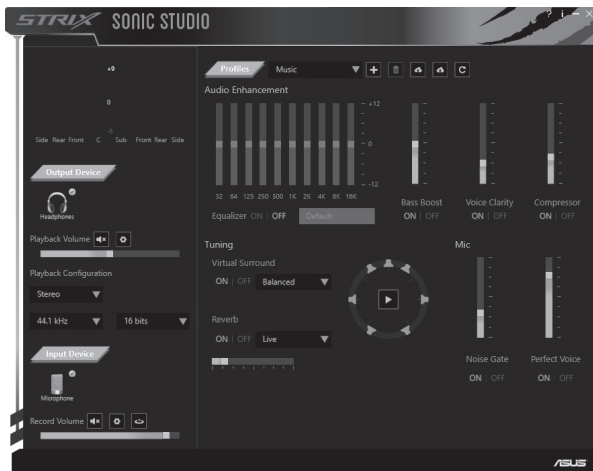 STRIX SONIC STUDIO
? i
+9
0
Side Rear Front C Sub Front Rear Side
Output Device
Headphones
Playback Volume
Playback Configuration
Stereo
44.1 kHz 16 bits
Input Device
Microphone
Record Volume
Profiles Music
Audio Enhancement
+12
0
-12
32 64 125 250 500 1K 2K 4K 8K 16K
Equalizer ON | OFF Default
Bass Boost Voice Clarity Compressor
ON | OFF ON | OFF ON | OFF
Tuning
Virtual Surround
ON | OFF Balanced
Reverb
ON | OFF Live
Mic
Noise Gate Perfect Voice
ON | OFF ON | OFF
ASUS